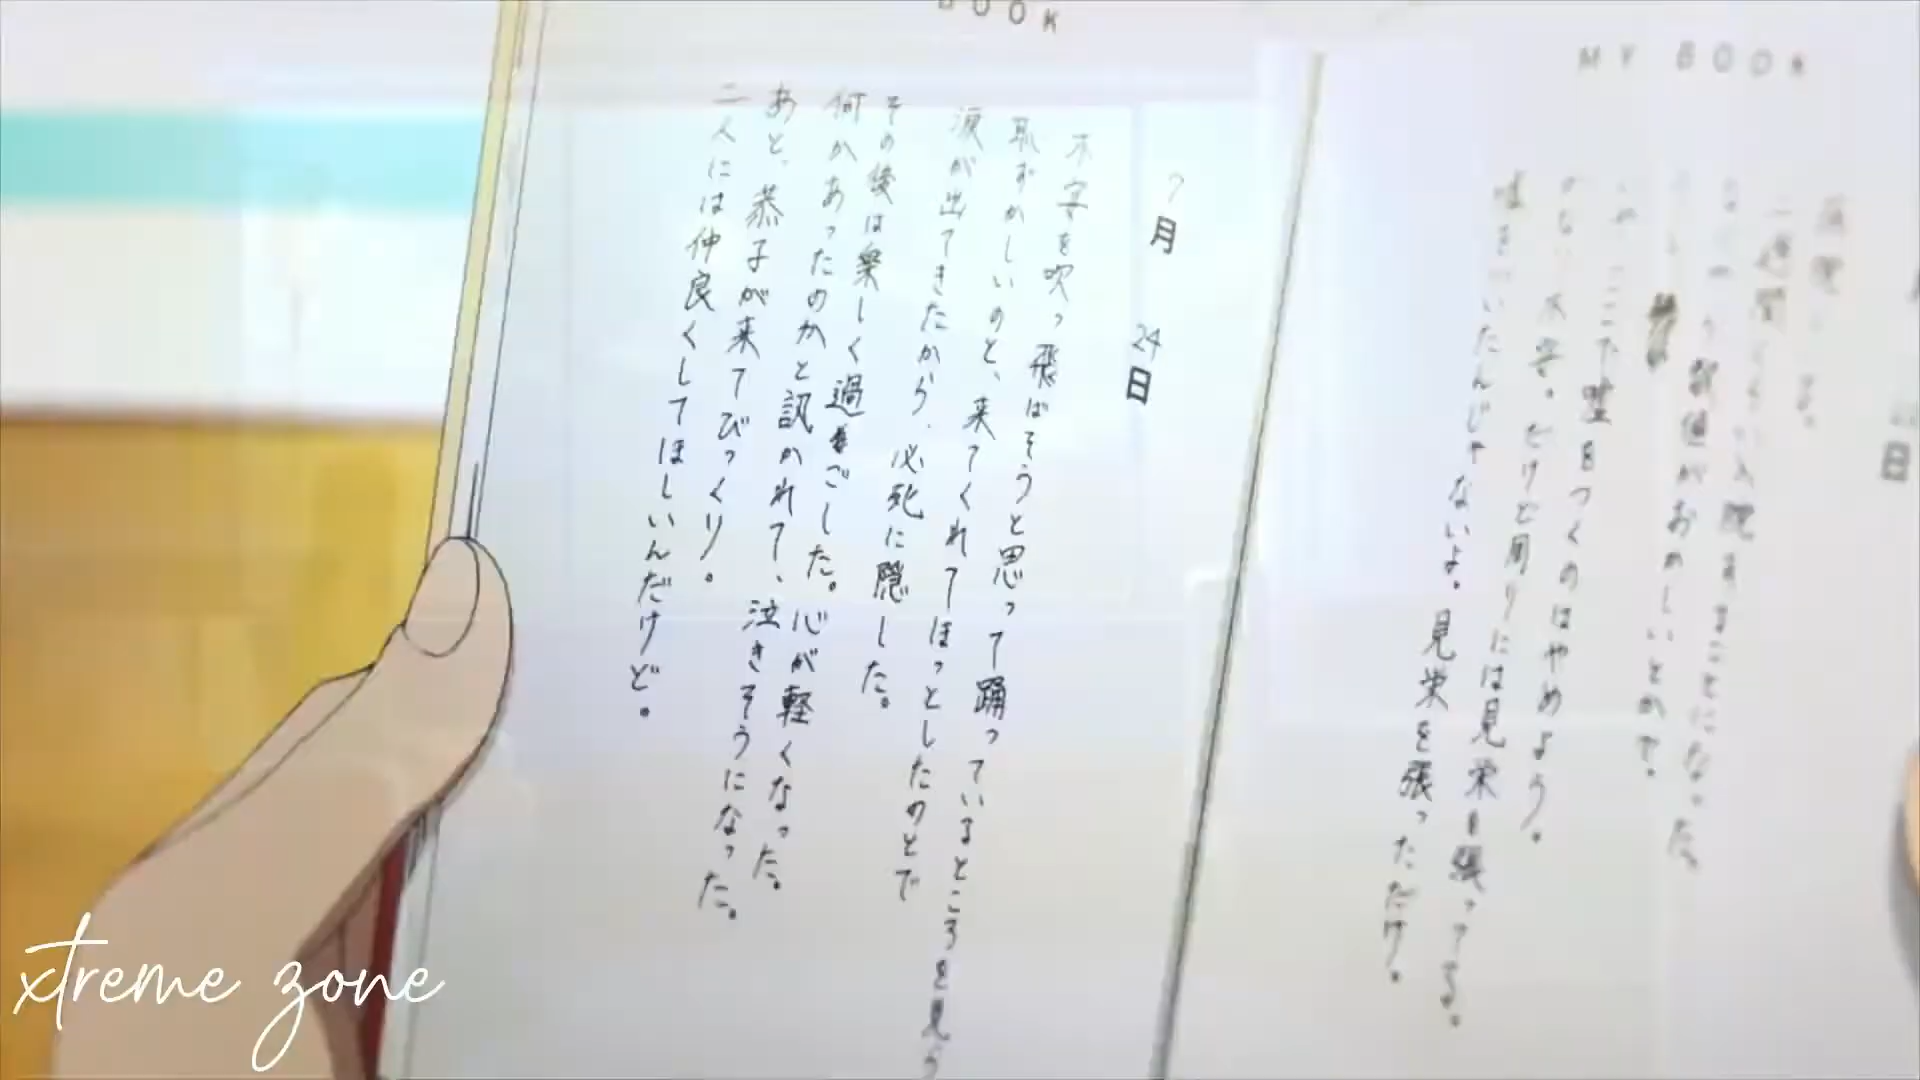 MY BOOK
日
二週間くらい入院することになった。
数値がおかしいとかで。
ここで嘘をつくのはやめよう。
不安。だけど周りには見栄を張ってる。
嘘をついたんじゃないよ。見栄を張っただけ。
BOOK
7月 24日
不安を吹っ飛ばそうと思って踊っているところを見ら
恥ずかしいのと、来てくれてほっとしたのとで
涙が出てきたから、必死に隠した。
その後は楽しく過ごした。心が軽くなった。
何かあったのかと訊かれて、泣きそうになった。
あと、恭子が来てびっくり。
二人には仲良くしてほしいんだけど。
xtreme zone